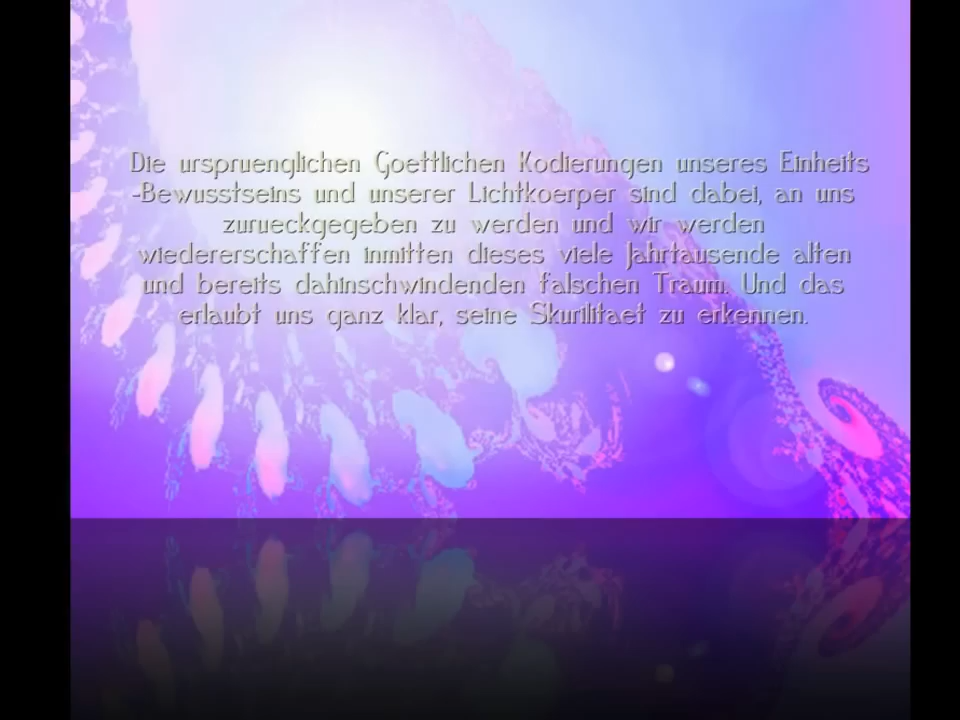 Die urspruenglichen Goettlichen Kodierungen unseres Einheits
-Bewusstseins und unserer Lichtkoerper sind dabei, an uns
zurueckgegeben zu werden und wir werden
wiedererschaffen inmitten dieses viele Jahrtausende alten
und bereits dahinschwindenden falschen Traum. Und das
erlaubt uns ganz klar, seine Skurilitaet zu erkennen.